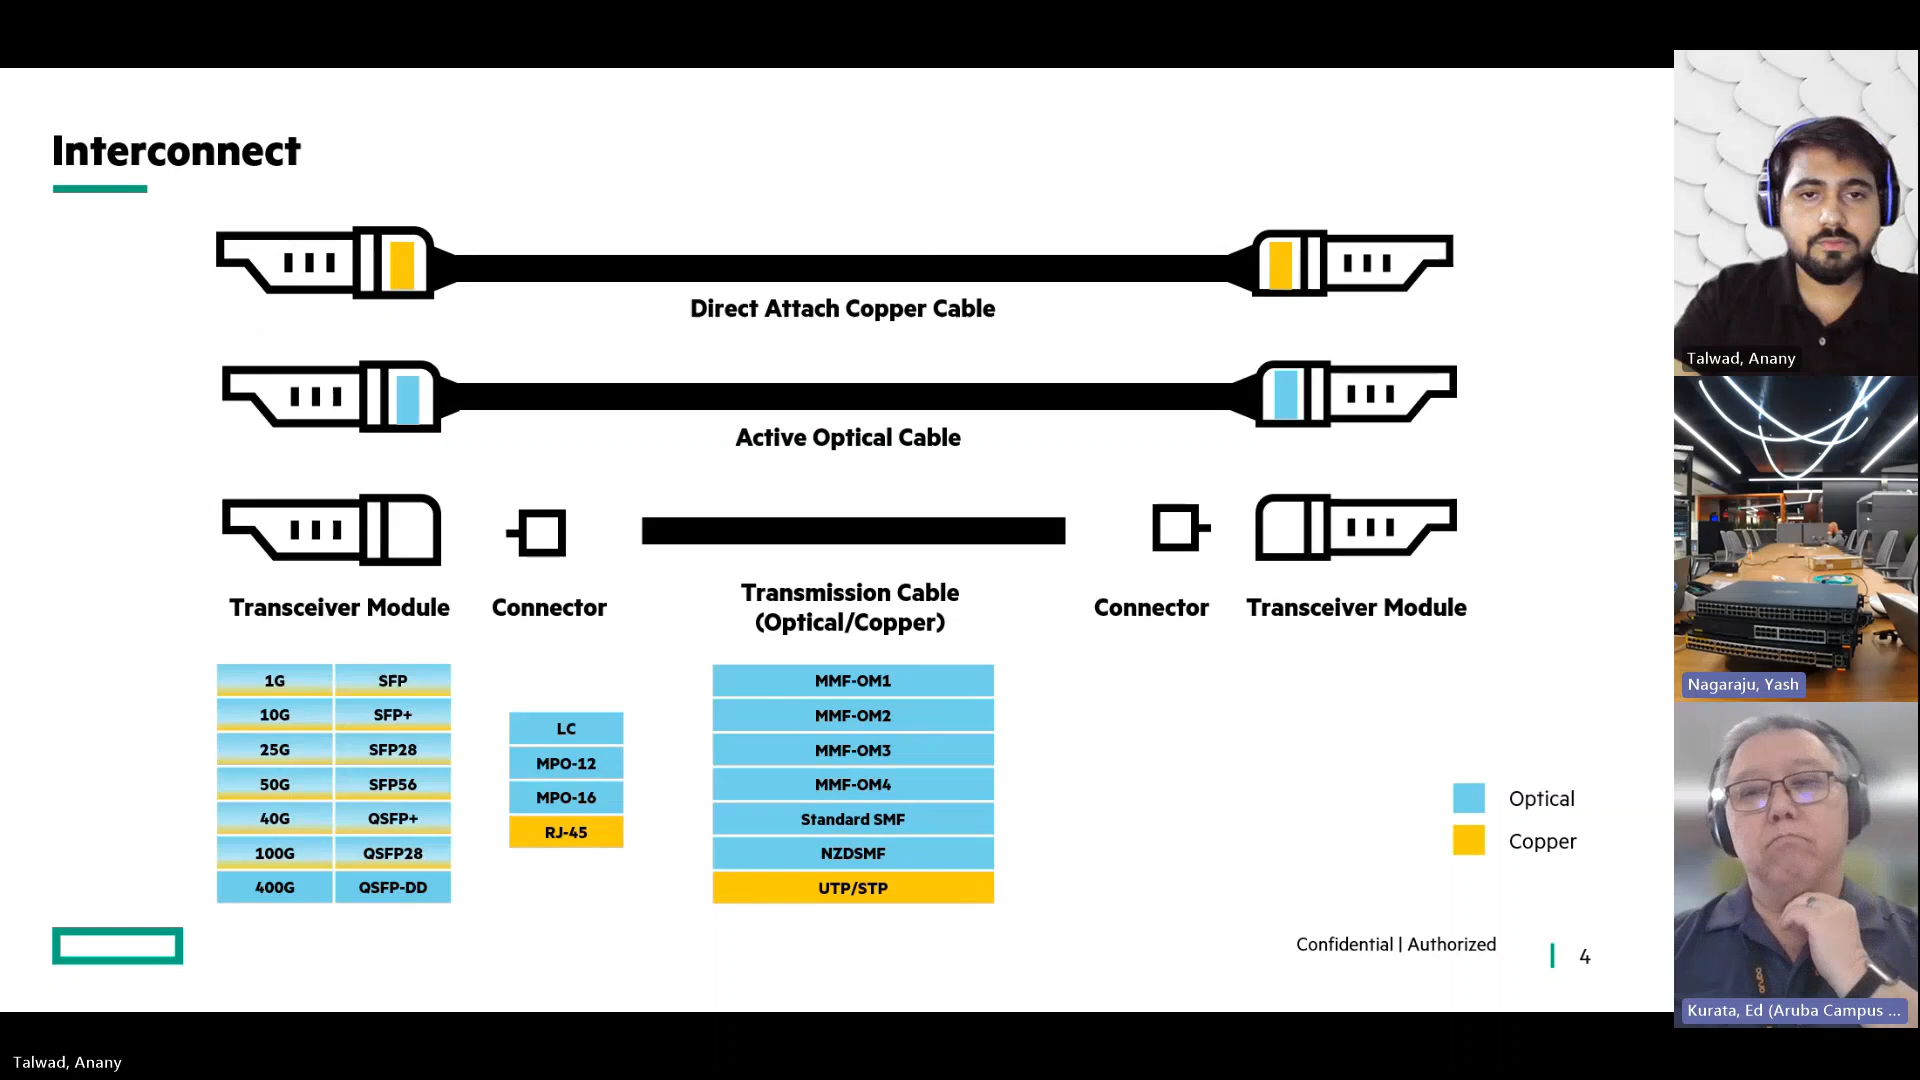 Interconnect
Direct Attach Copper Cable
Active Optical Cable
Transceiver Module
Connector
Transmission Cable
(Optical/Copper)
Connector
Transceiver Module
1G SFP
10G SFP+
25G SFP28
50G SFP56
40G QSFP+
100G QSFP28
400G QSFP-DD
LC
MPO-12
MPO-16
RJ-45
MMF-OM1
MMF-OM2
MMF-OM3
MMF-OM4
Standard SMF
NZDSMF
UTP/STP
Optical
Copper
Confidential | Authorized
4
Talwad, Anany
Nagaraju, Yash
aruba
Kurata, Ed (Aruba Campus ...
Talwad, Anany